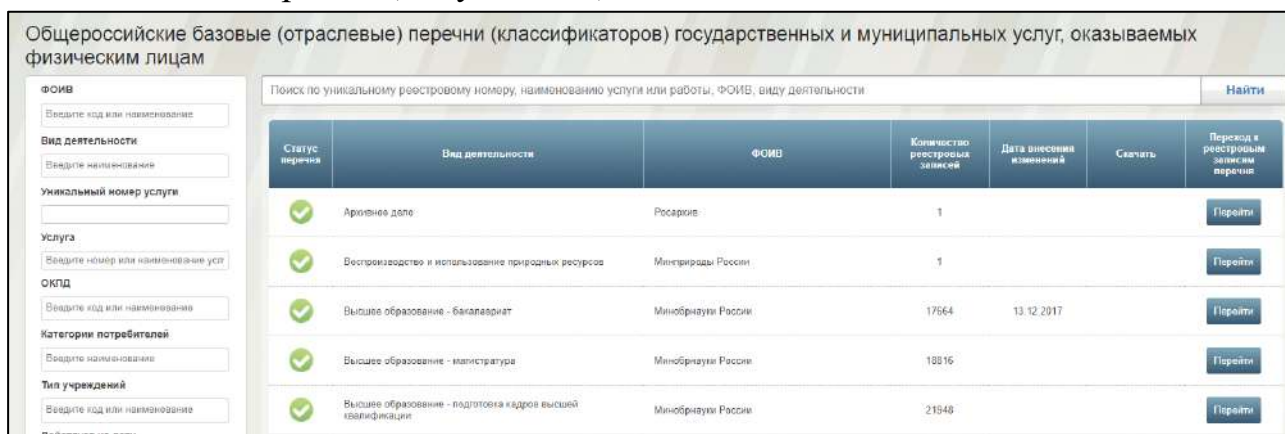 Общероссийские базовые (отраслевые) перечни (классификаторов) государственных и муниципальных услуг, оказываемых
физическим лицам
ФОИВ
Введите код или наименование
Вид деятельности
Введите наименование
Уникальный номер услуги
Услуга
Введите номер или наименование усл
ОКПД
Введите код или наименование
Категории потребителей
Введите наименование
Тип учреждений
Введите код или наименование
Поиск по уникальному реестровому номеру, наименованию услуги или работы, ФОИВ, виду деятельности
Найти
Статус перечня
Вид деятельности
ФОИВ
Количество реестровых записей
Дата внесения изменений
Скачать
Переход к реестровым записям перечня
Архивное дело Росархив 1 Перейти
Воспроизводство и использование природных ресурсов Минприроды России 1 Перейти
Высшее образование - бакалавриат Минобрнауки России 17664 13.12.2017 Перейти
Высшее образование - магистратура Минобрнауки России 18816 Перейти
Высшее образование - подготовка кадров высшей
квалификации Минобрнауки России 21948 Перейти